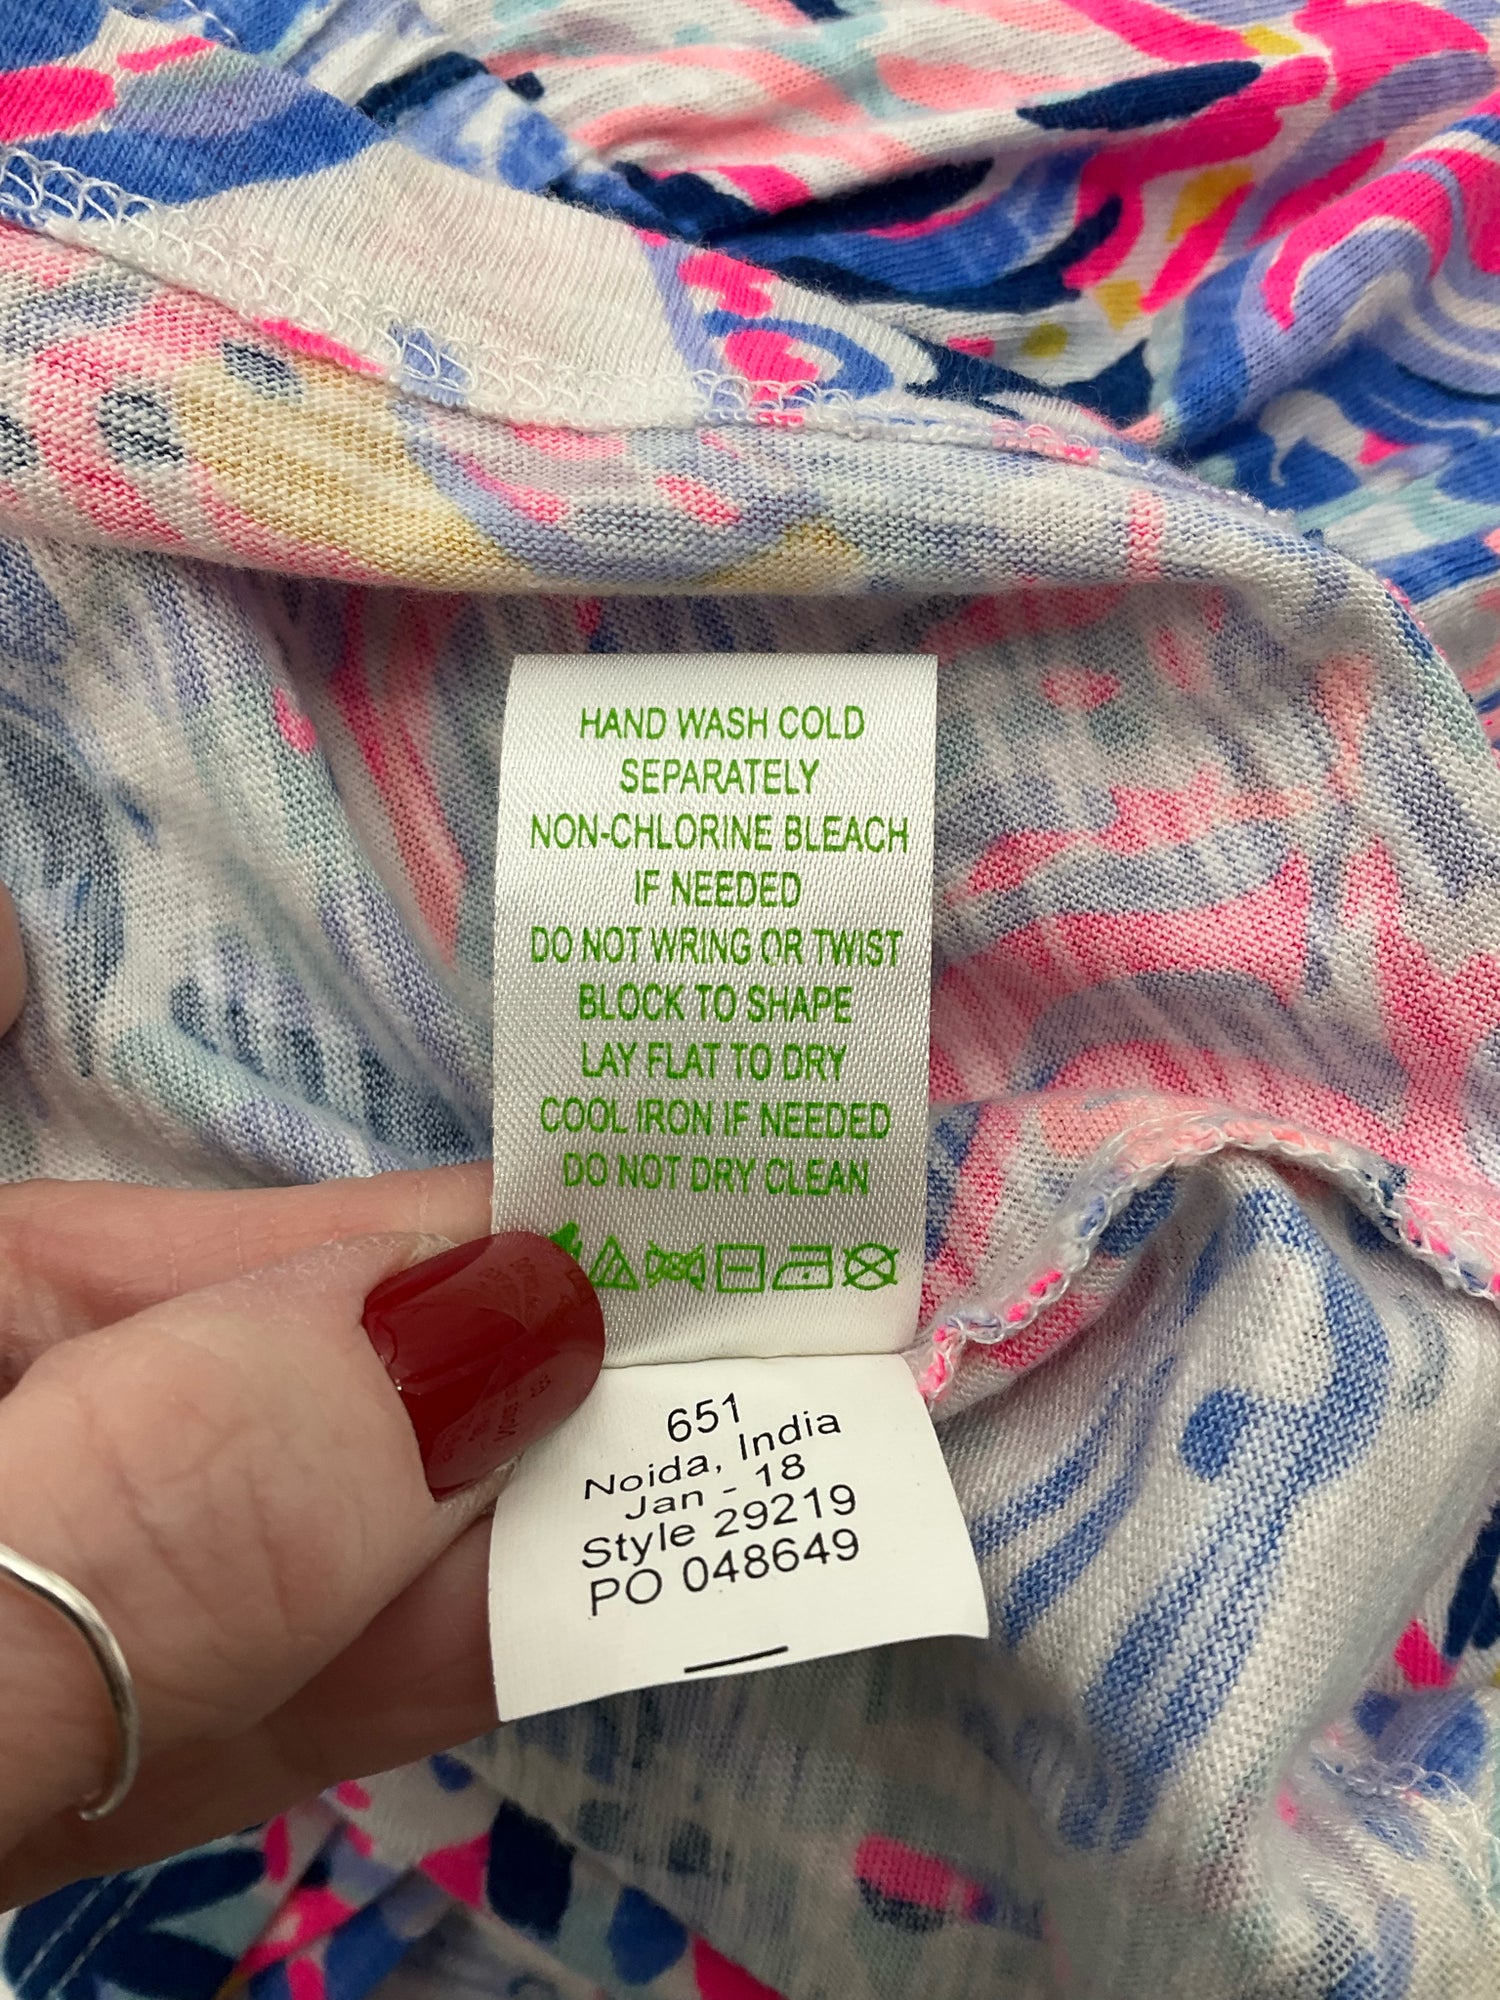 HAND WASH COLD
SEPARATELY
NON-CHLORINE BLEACH
IF NEEDED
DO NOT WRING OR TWIST
BLOCK TO SHAPE
LAY FLAT TO DRY
COOL IRON IF NEEDED
DO NOT DRY CLEAN
651
Noida, India
Jan - 18
Style 29219
PO 048649